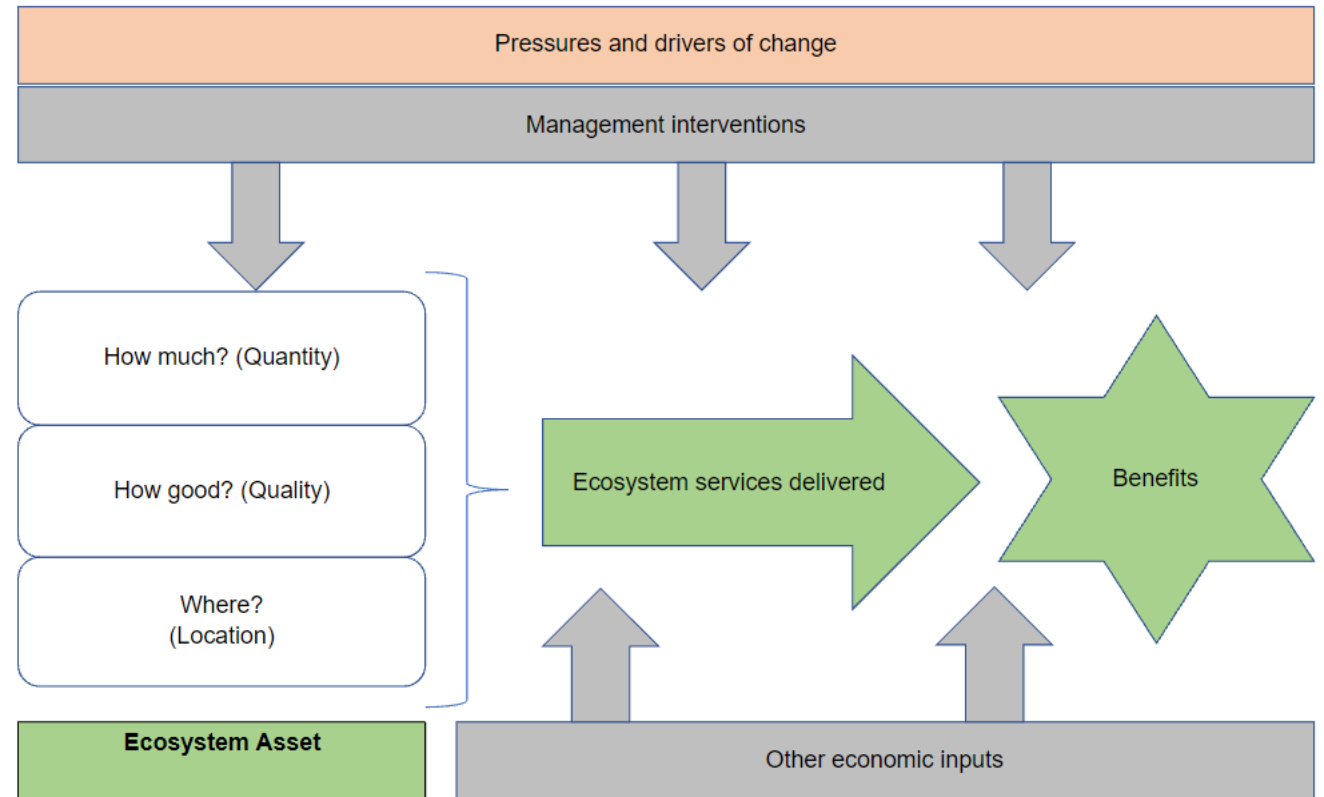 Pressures and drivers of change
Management interventions
How much? (Quantity)
How good? (Quality)
Where?
(Location)
Ecosystem services delivered
Benefits
Ecosystem Asset
Other economic inputs